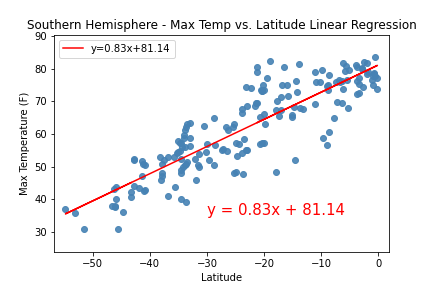 Southern Hemisphere - Max Temp vs. Latitude Linear Regression
y=0.83x+81.14
90
80
70
60
50
40
30
Max Temperature (F)
y = 0.83x + 81.14
−50 −40 −30 −20 −10 0
Latitude